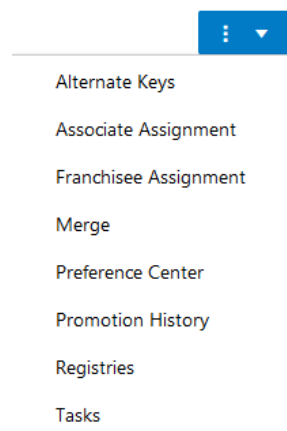 Alternate Keys
Associate Assignment
Franchisee Assignment
Merge
Preference Center
Promotion History
Registries
Tasks